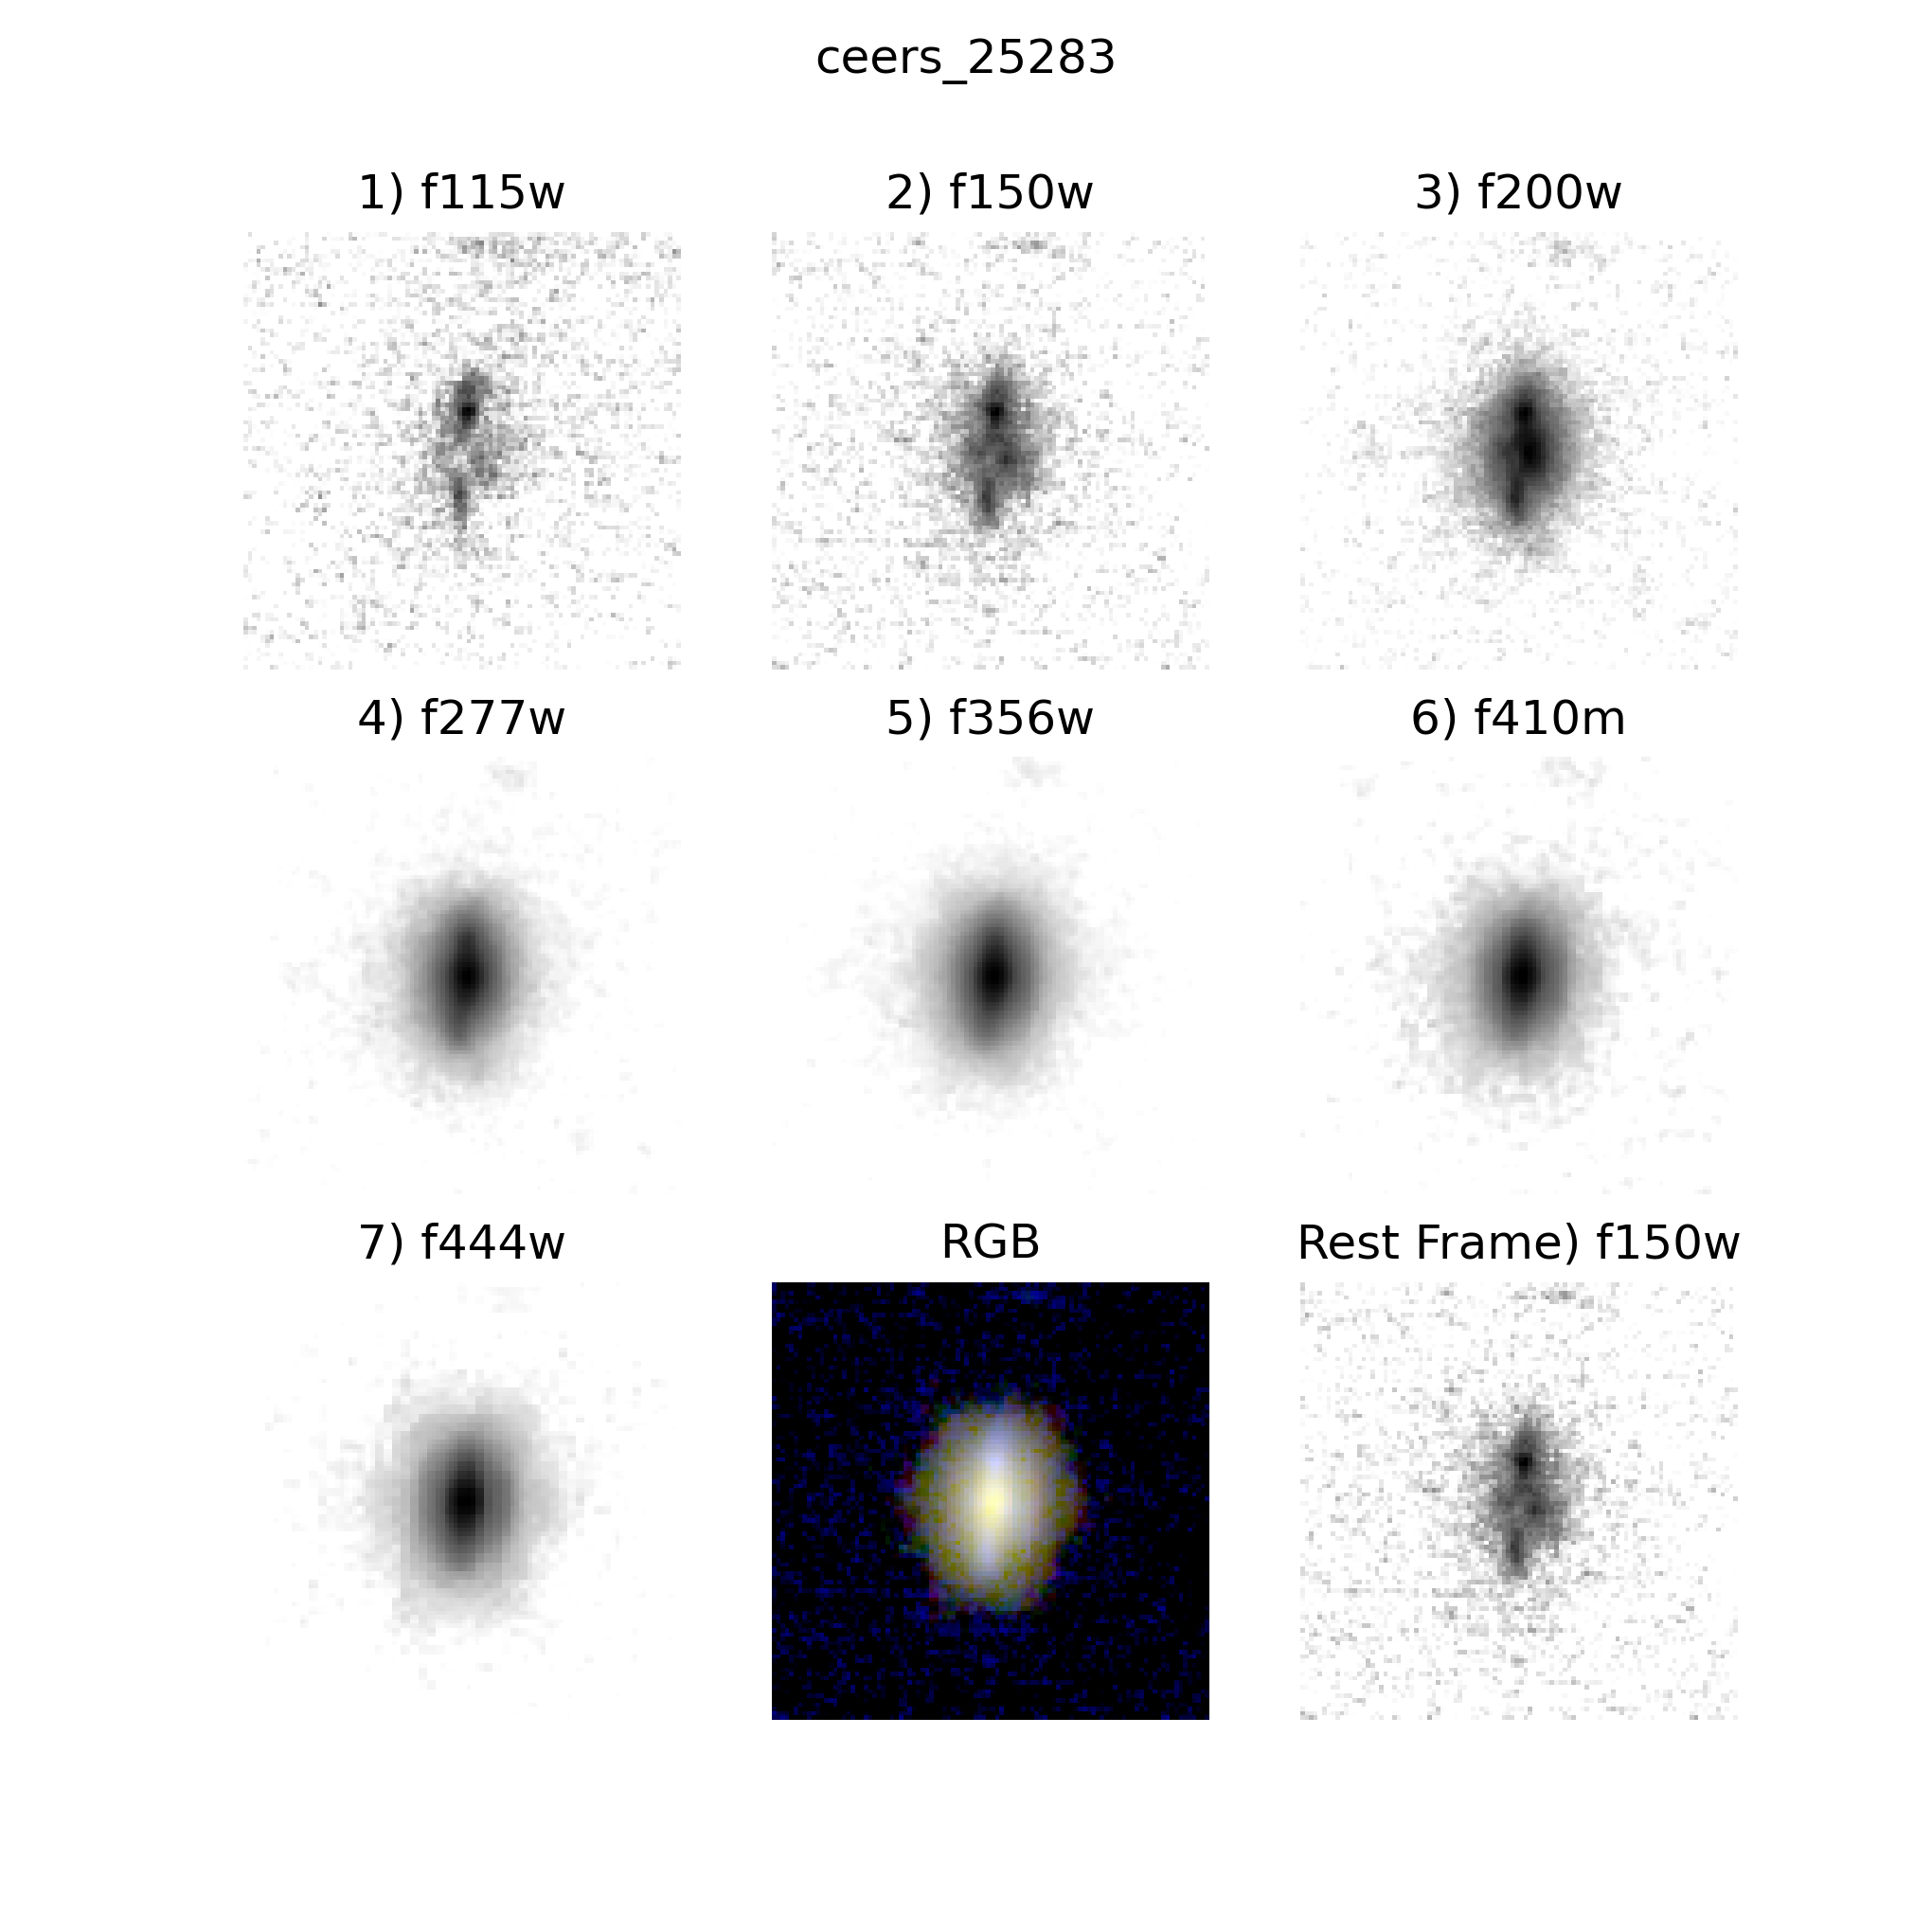 ceers_25283
1) f115w
2) f150w
3) f200w
4) f277w
5) f356w
6) f410m
7) f444w
RGB
Rest Frame) f150w